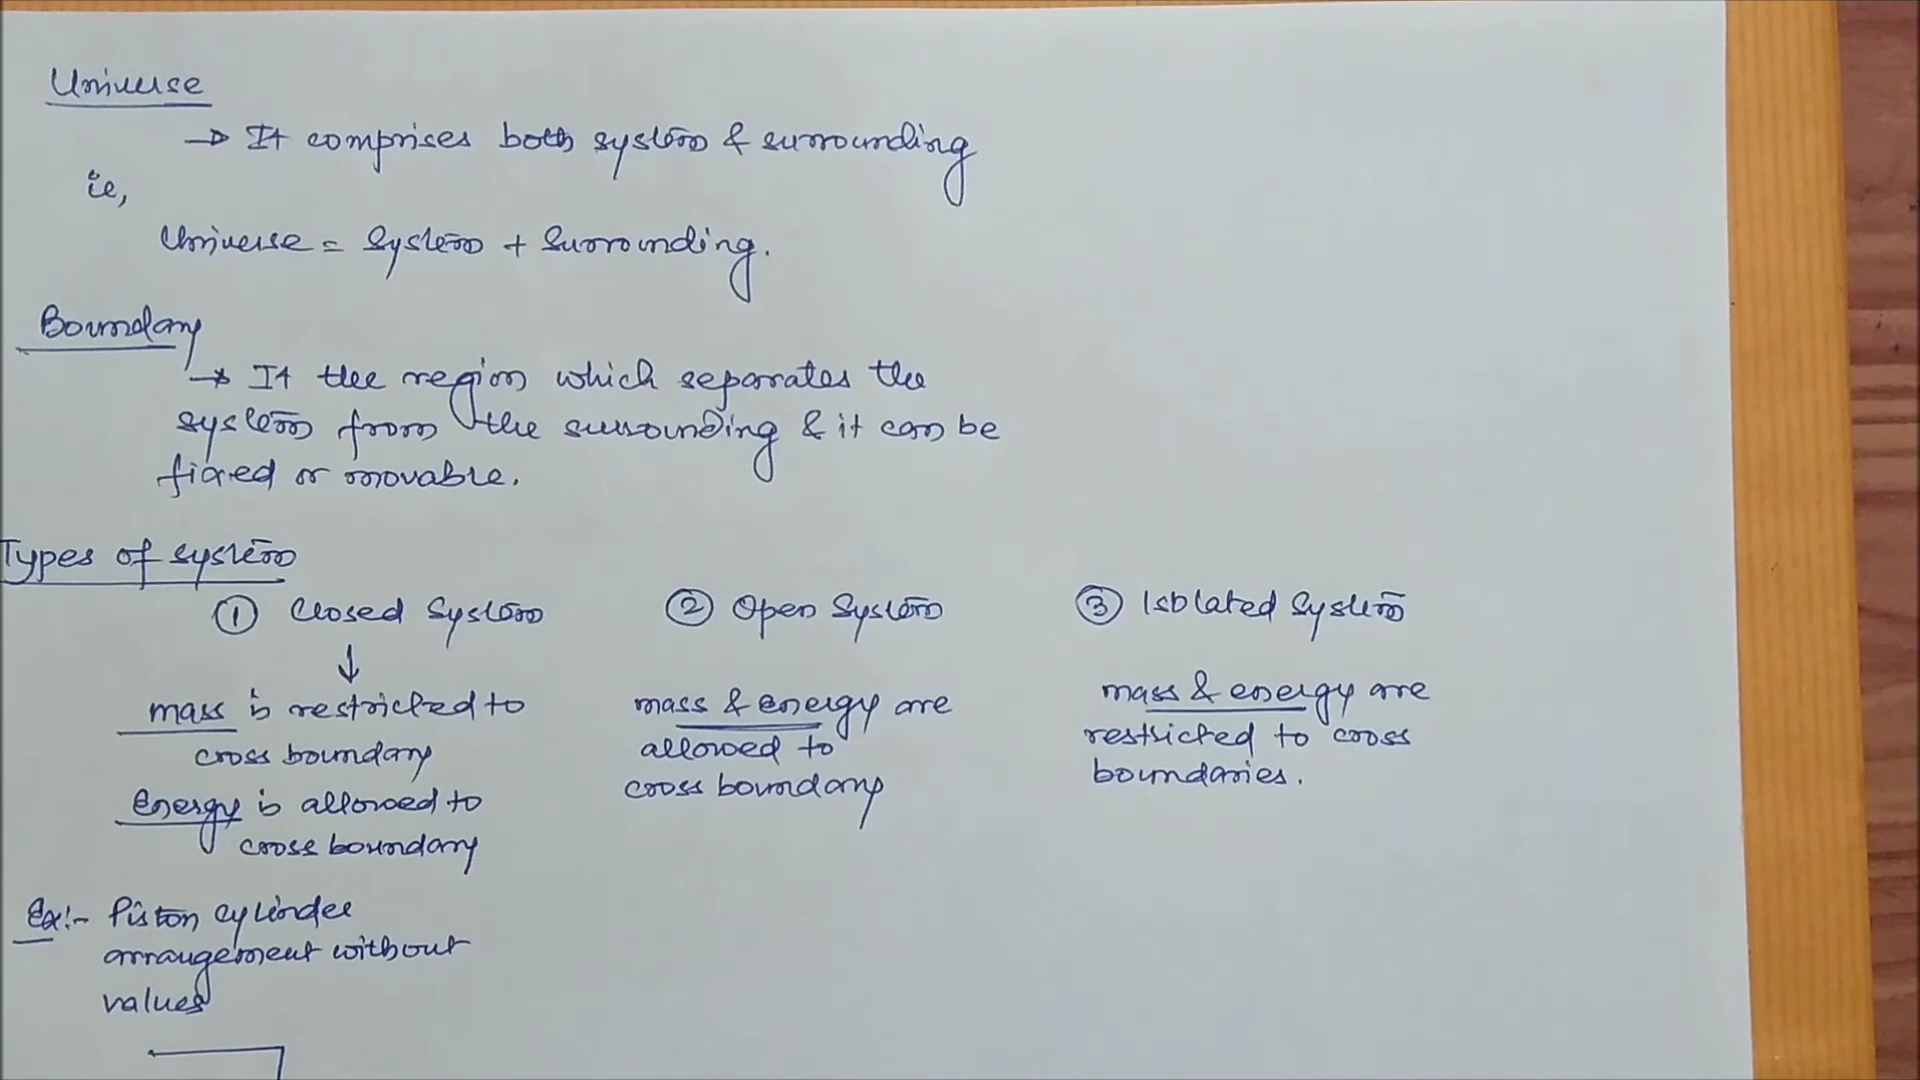 Universe
→ It comprises both system & surrounding
ie,
Universe = System + Surrounding.
Boundary
→ It the region which separates the
system from the surrounding & it can be
fixed or movable.
Types of system
① Closed System
② Open System
③ Isolated System
↓
mass is restricted to
cross boundary
Energy is allowed to
cross boundary
mass & energy are
allowed to
cross boundary
mass & energy are
restricted to cross
boundaries.
Ex:- Piston cylinder
arrangement without
values